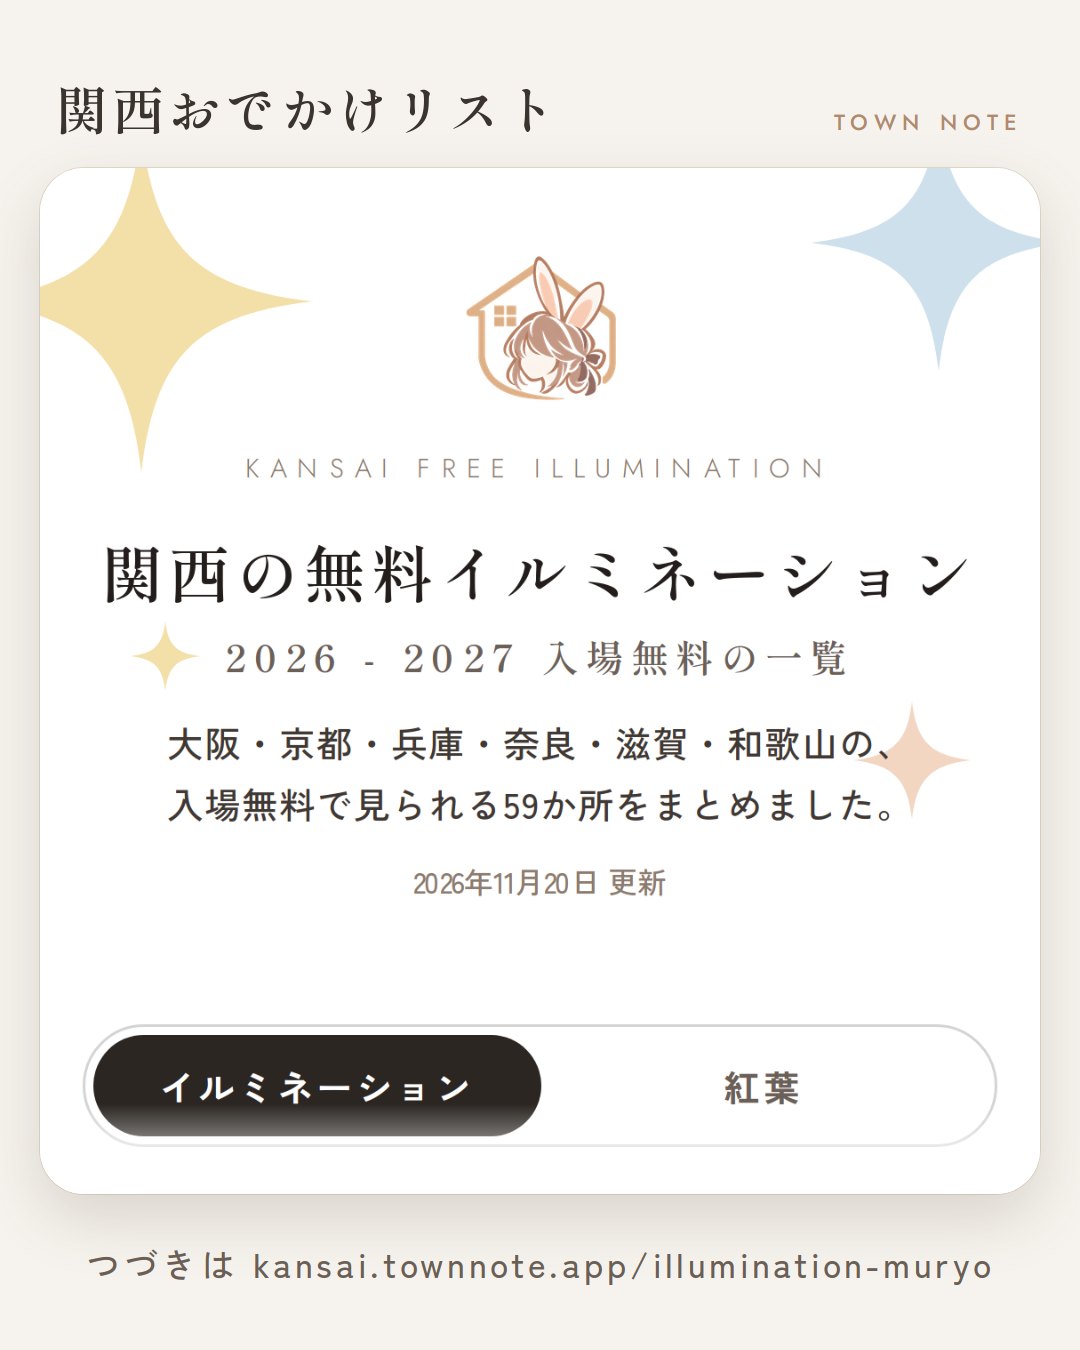 関西おでかけリスト
TOWN NOTE
KANSAI FREE ILLUMINATION
関西の無料イルミネーション
2026 - 2027 入場無料の一覧
大阪・京都・兵庫・奈良・滋賀・和歌山の、
入場無料で見られる59か所をまとめました。
2026年11月20日 更新
イルミネーション
紅葉
つづきは kansai.townnote.app/illumination-muryo